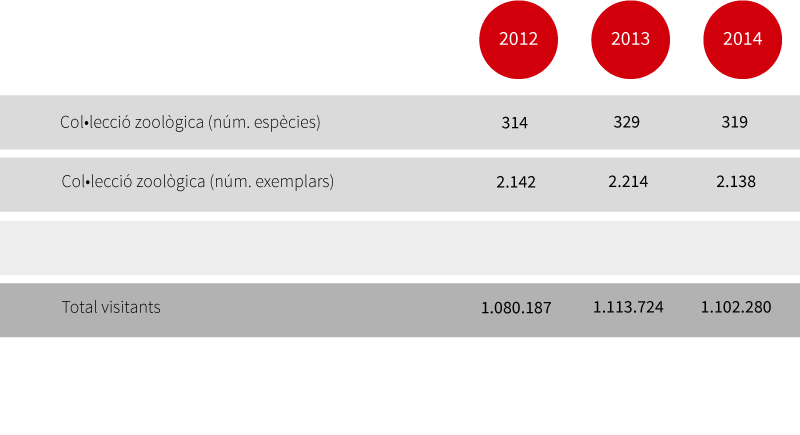 2012 2013 2014
Col•lecció zoològica (núm. espècies) 314 329 319
Col•lecció zoològica (núm. exemplars) 2.142 2.214 2.138
Total visitants 1.080.187 1.113.724 1.102.280